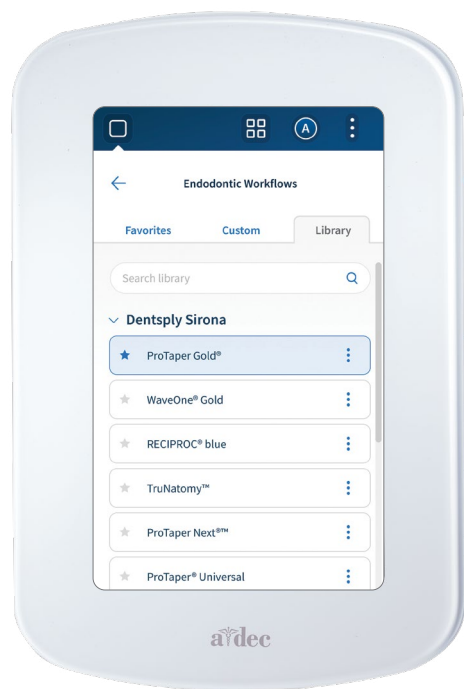 A
Endodontic Workflows
Favorites Custom Library
Search library
Dentsply Sirona
ProTaper Gold®
WaveOne® Gold
RECIPROC® blue
TruNatomy™
ProTaper Next®™
ProTaper® Universal
a-dec